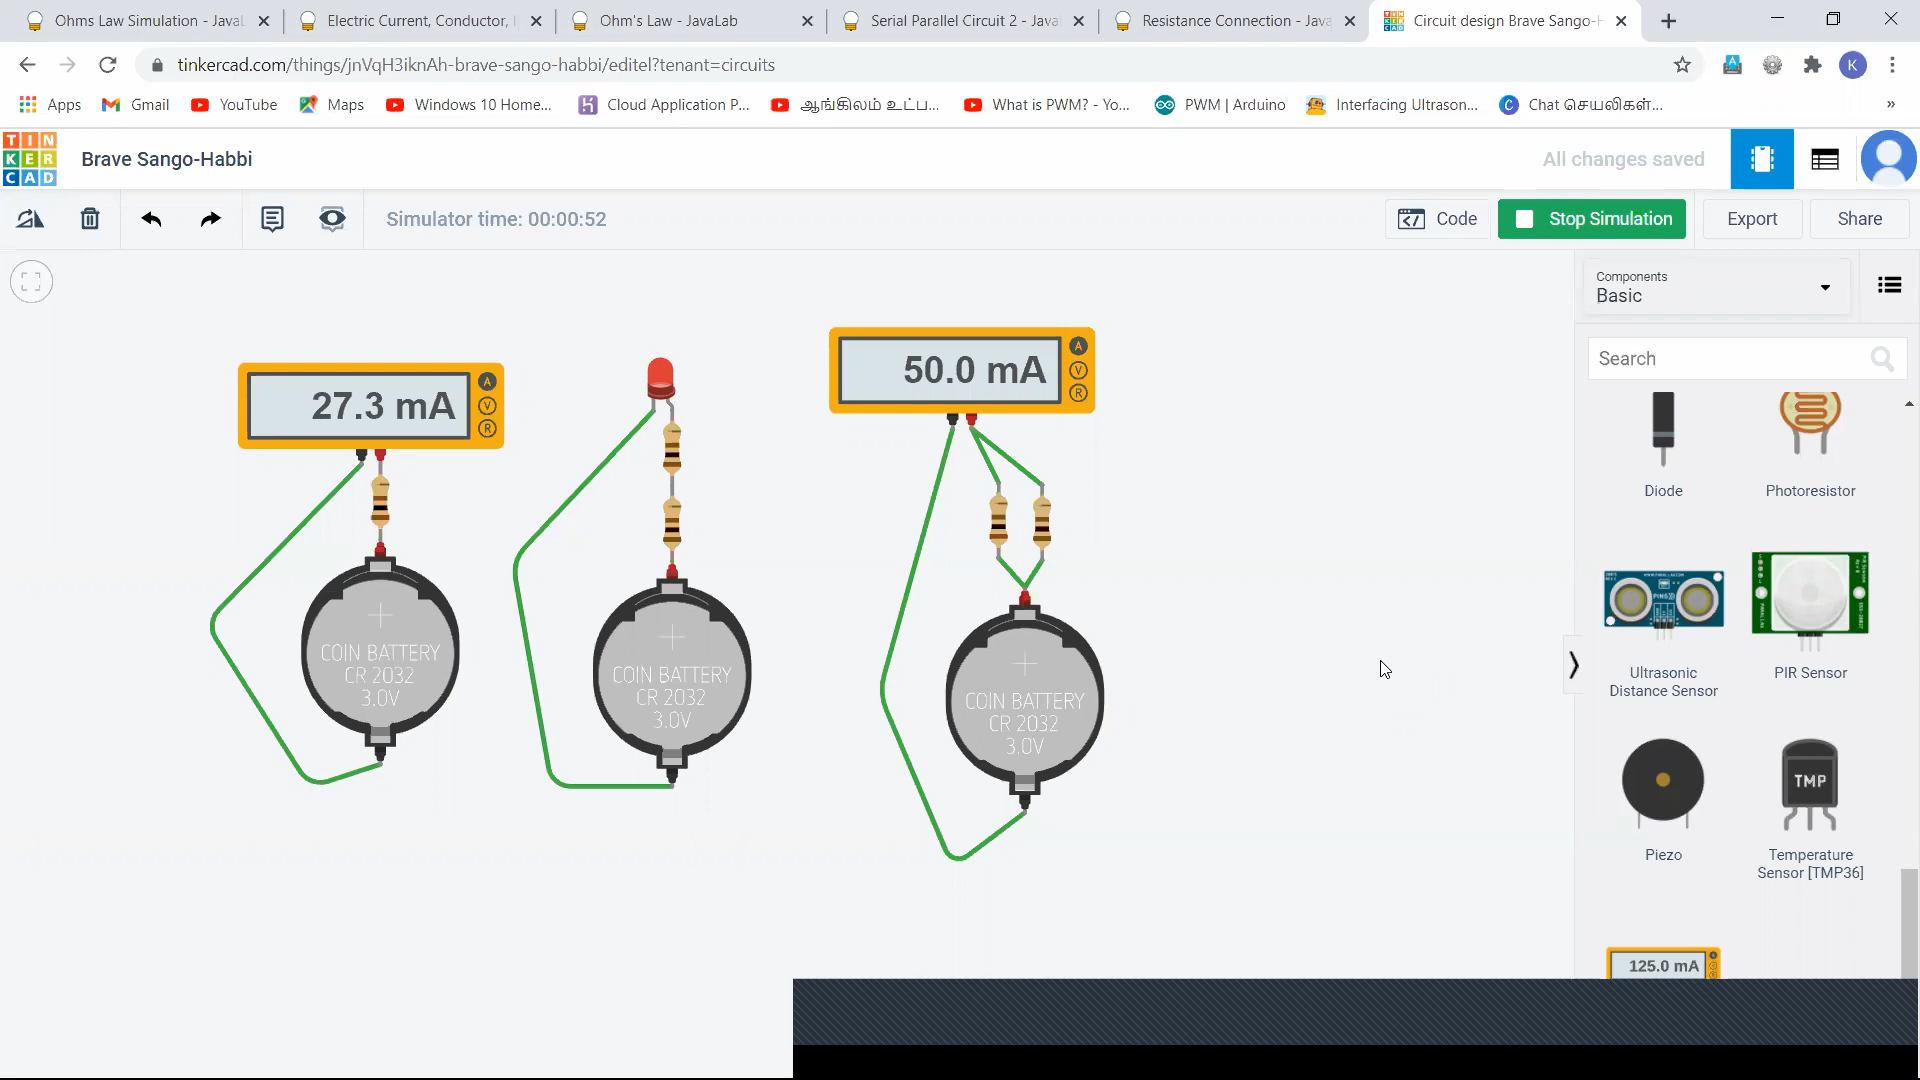 Ohms Law Simulation - JavaL
Electric Current, Conductor, I
Ohm's Law - JavaLab
Serial Parallel Circuit 2 - Java
Resistance Connection - Java
Circuit design Brave Sango-H
tinkercad.com/things/jnVqH3iknAh-brave-sango-habbi/editel?tenant=circuits
K
Apps
Gmail
YouTube
Maps
Windows 10 Home...
Cloud Application P...
ஆங்கிலம் உட்ப...
What is PWM? - Yo...
PWM | Arduino
Interfacing Ultrason...
Chat செயலிகள்...
»
TIN
KER
CAD
Brave Sango-Habbi
All changes saved
Simulator time: 00:00:52
Code
Stop Simulation
Export
Share
Components
Basic
Search
27.3 mA
A
V
R
50.0 mA
A
V
R
COIN BATTERY
CR 2032
3.0V
COIN BATTERY
CR 2032
3.0V
COIN BATTERY
CR 2032
3.0V
Diode
Photoresistor
Ultrasonic
Distance Sensor
PIR Sensor
TMP
Piezo
Temperature
Sensor [TMP36]
125.0 mA